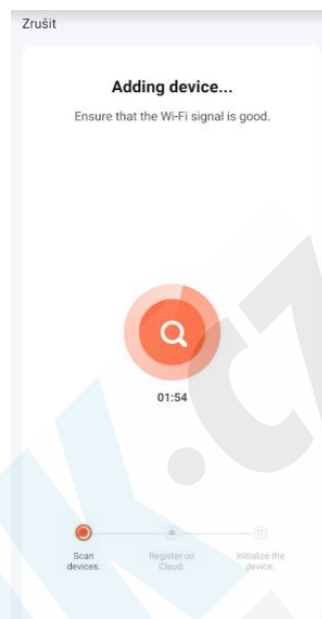 Zrušit
Adding device...
Ensure that the Wi-Fi signal is good.
01:54
Scan
devices.
Register on
Cloud.
Initialize the
device.
K.cz